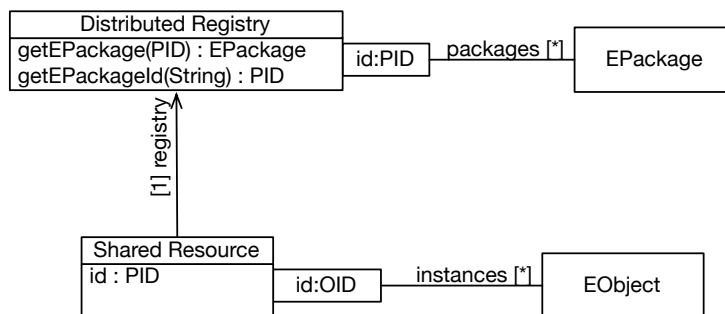 Distributed Registry
getEPackage(PID) : EPackage
getEPackageId(String) : PID
id:PID
packages [*]
EPackage
[1] registry
Shared Resource
id : PID
id:OID
instances [*]
EObject